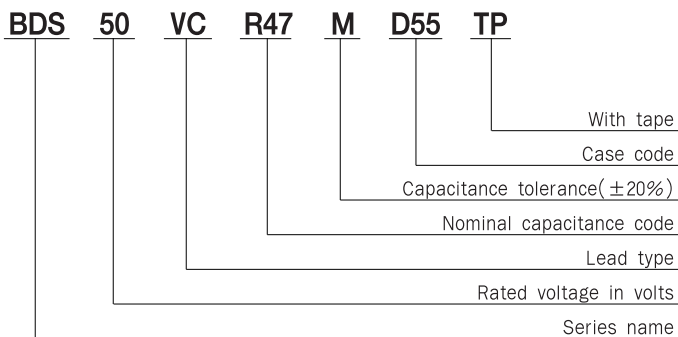 BDS 50 VC R47 M D55 TP
With tape
Case code
Capacitance tolerance(±20%)
Nominal capacitance code
Lead type
Rated voltage in volts
Series name